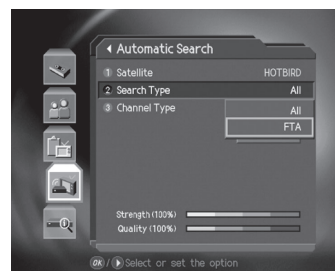 Automatic Search
1 Satellite HOTBIRD
2 Search Type All
3 Channel Type All
FTA
Strength (100%)
Quality (100%)
OK / Select or set the option